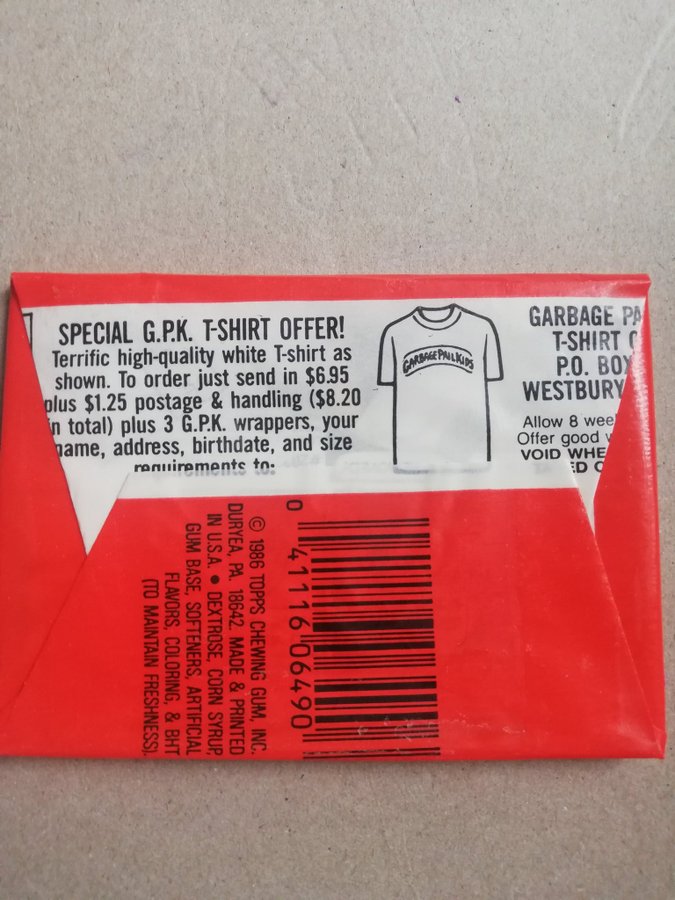 SPECIAL G.P.K. T-SHIRT OFFER!
Terrific high-quality white T-shirt as
shown. To order just send in $6.95
plus $1.25 postage & handling ($8.20
in total) plus 3 G.P.K. wrappers, your
name, address, birthdate, and size
requirements to:
GARBAGE PAIL KIDS
GARBAGE PA
T-SHIRT
P.O. BOX
WESTBURY
Allow 8 wee
Offer good
VOID WHE
© 1986 TOPPS CHEWING GUM, INC.
DURYEA, PA. 18642. MADE & PRINTED
IN U.S.A. • DEXTROSE, CORN SYRUP,
GUM BASE, SOFTENERS, ARTIFICIAL
FLAVORS, COLORING, & BHT
(TO MAINTAIN FRESHNESS).
0 41116 06490